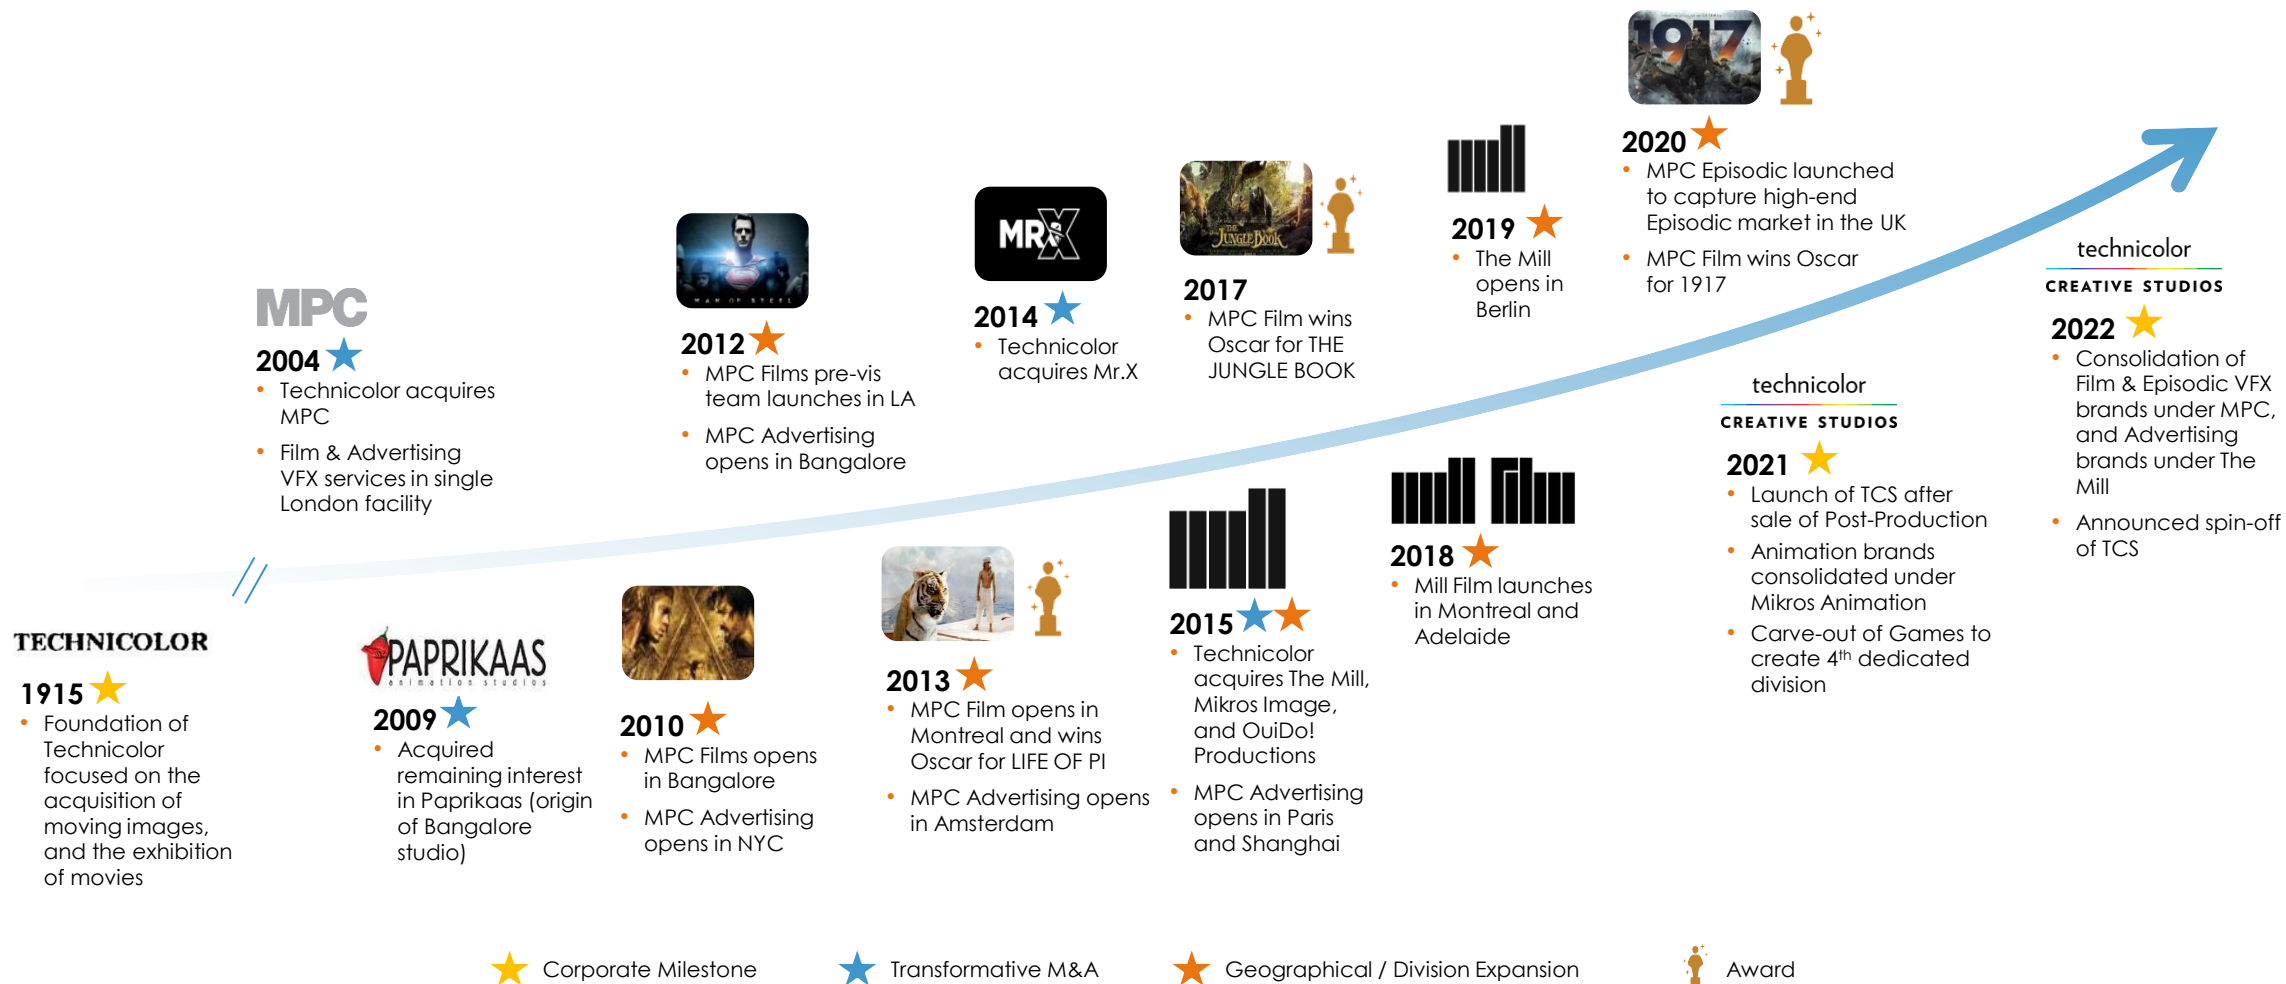 TECHNICOLOR
1915
• Foundation of
Technicolor
focused on the
acquisition of
moving images,
and the exhibition
of movies
MPC
2004
• Technicolor acquires
MPC
• Film & Advertising
VFX services in single
London facility
PAPRIKAAS
animation studios
2009
• Acquired
remaining interest
in Paprikaas (origin
of Bangalore
studio)
2010
• MPC Films opens
in Bangalore
• MPC Advertising
opens in NYC
MAN OF STEEL
2012
• MPC Films pre-vis
team launches in LA
• MPC Advertising
opens in Bangalore
2013
• MPC Film opens in
Montreal and wins
Oscar for LIFE OF PI
• MPC Advertising opens
in Amsterdam
MR.X
2014
• Technicolor
acquires Mr.X
2015
• Technicolor
acquires The Mill,
Mikros Image,
and OuiDo!
Productions
• MPC Advertising
opens in Paris
and Shanghai
THE
JUNGLE BOOK
2017
• MPC Film wins
Oscar for THE
JUNGLE BOOK
2018
• Mill Film launches
in Montreal and
Adelaide
2019
• The Mill
opens in
Berlin
1917
2020
• MPC Episodic launched
to capture high-end
Episodic market in the UK
• MPC Film wins Oscar
for 1917
technicolor
CREATIVE STUDIOS
2021
• Launch of TCS after
sale of Post-Production
• Animation brands
consolidated under
Mikros Animation
• Carve-out of Games to
create 4th dedicated
division
technicolor
CREATIVE STUDIOS
2022
• Consolidation of
Film & Episodic VFX
brands under MPC,
and Advertising
brands under The
Mill
• Announced spin-off
of TCS
Corporate Milestone
Transformative M&A
Geographical / Division Expansion
Award